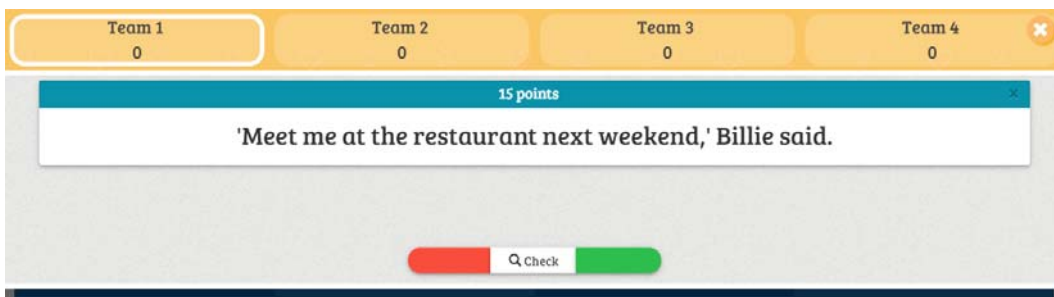 Team 1
0
Team 2
0
Team 3
0
Team 4
0
15 points
'Meet me at the restaurant next weekend,' Billie said.
Check